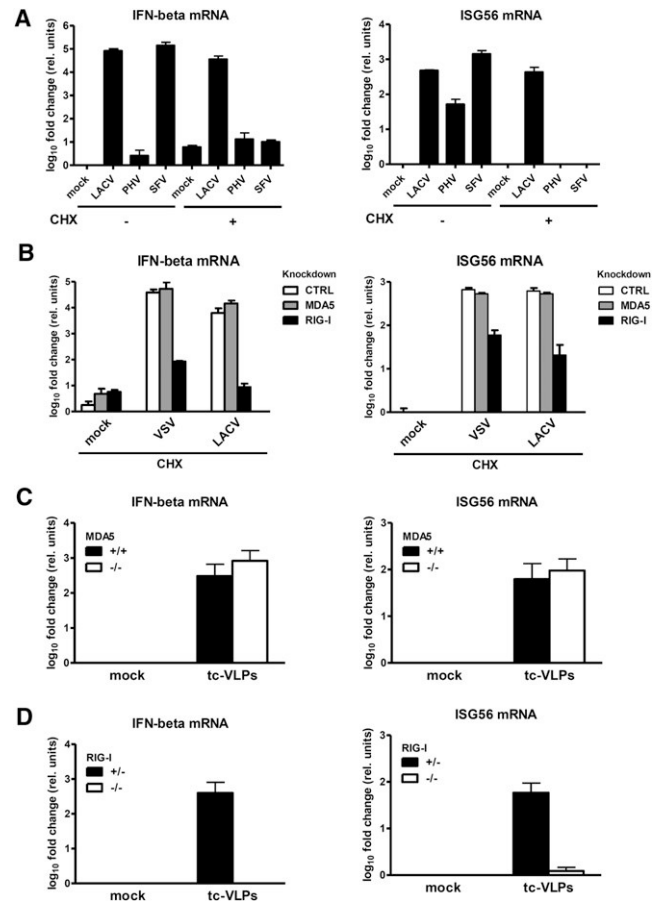 A
IFN-beta mRNA
log10 fold change (rel. units)
6
5
4
3
2
1
0
mock
LACV
PHV
SFV
mock
LACV
PHV
SFV
CHX
-
+
ISG56 mRNA
log10 fold change (rel. units)
4
3
2
1
0
mock
LACV
PHV
SFV
mock
LACV
PHV
SFV
CHX
-
+
B
IFN-beta mRNA
log10 fold change (rel. units)
5
4
3
2
1
0
mock
VSV
LACV
CHX
Knockdown
CTRL
MDA5
RIG-I
ISG56 mRNA
log10 fold change (rel. units)
3
2
1
0
mock
VSV
LACV
CHX
Knockdown
CTRL
MDA5
RIG-I
C
IFN-beta mRNA
log10 fold change (rel. units)
4
3
2
1
0
MDA5
+/+
-/-
mock
tc-VLPs
ISG56 mRNA
log10 fold change (rel. units)
3
2
1
0
MDA5
+/+
-/-
mock
tc-VLPs
D
IFN-beta mRNA
log10 fold change (rel. units)
4
3
2
1
0
RIG-I
+/-
-/-
mock
tc-VLPs
ISG56 mRNA
log10 fold change (rel. units)
2
1
0
RIG-I
+/-
-/-
mock
tc-VLPs